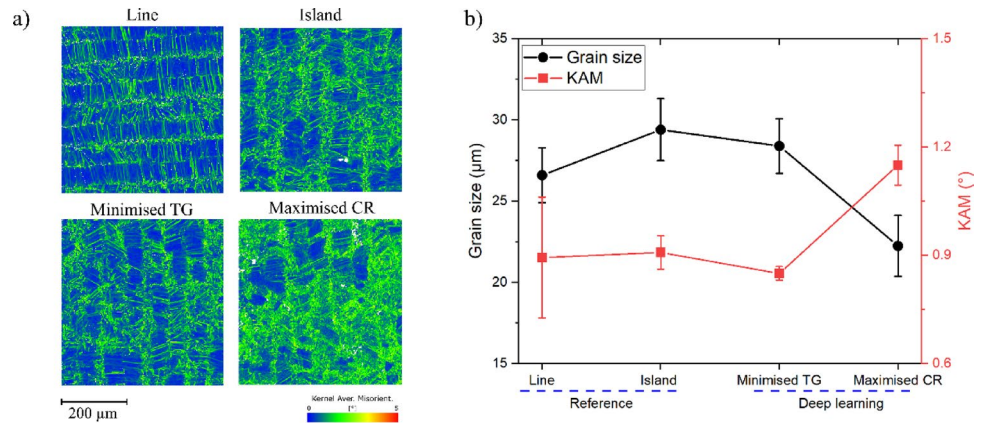 a)
Line
Island
Minimised TG
Maximised CR
200 µm
Kernel Aver. Misorient.
[°]
0
5
b)
Grain size
KAM
35
30
25
20
15
Grain size (µm)
1.5
1.2
0.9
0.6
KAM (°)
Line
Island
Minimised TG
Maximised CR
Reference
Deep learning